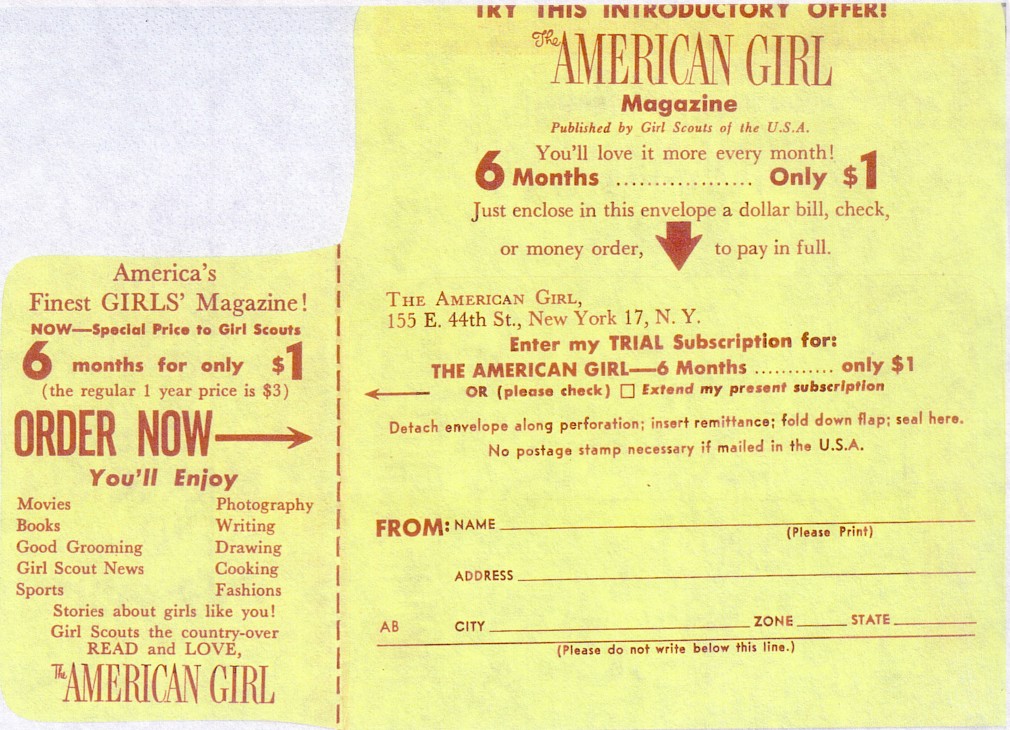 America's
Finest GIRLS' Magazine!
NOW—Special Price to Girl Scouts
6 months for only $1
(the regular 1 year price is $3)
ORDER NOW
You'll Enjoy
Movies Photography
Books Writing
Good Grooming Drawing
Girl Scout News Cooking
Sports Fashions
Stories about girls like you!
Girl Scouts the country-over
READ and LOVE,
The AMERICAN GIRL
TRY THIS INTRODUCTORY OFFER!
The AMERICAN GIRL
Magazine
Published by Girl Scouts of the U.S.A.
You'll love it more every month!
6 Months .................. Only $1
Just enclose in this envelope a dollar bill, check,
or money order, to pay in full.
THE AMERICAN GIRL,
155 E. 44th St., New York 17, N. Y.
Enter my TRIAL Subscription for:
THE AMERICAN GIRL—6 Months ............ only $1
OR (please check) □ Extend my present subscription
Detach envelope along perforation; insert remittance; fold down flap; seal here.
No postage stamp necessary if mailed in the U.S.A.
FROM: NAME
(Please Print)
ADDRESS
AB CITY ZONE STATE
(Please do not write below this line.)